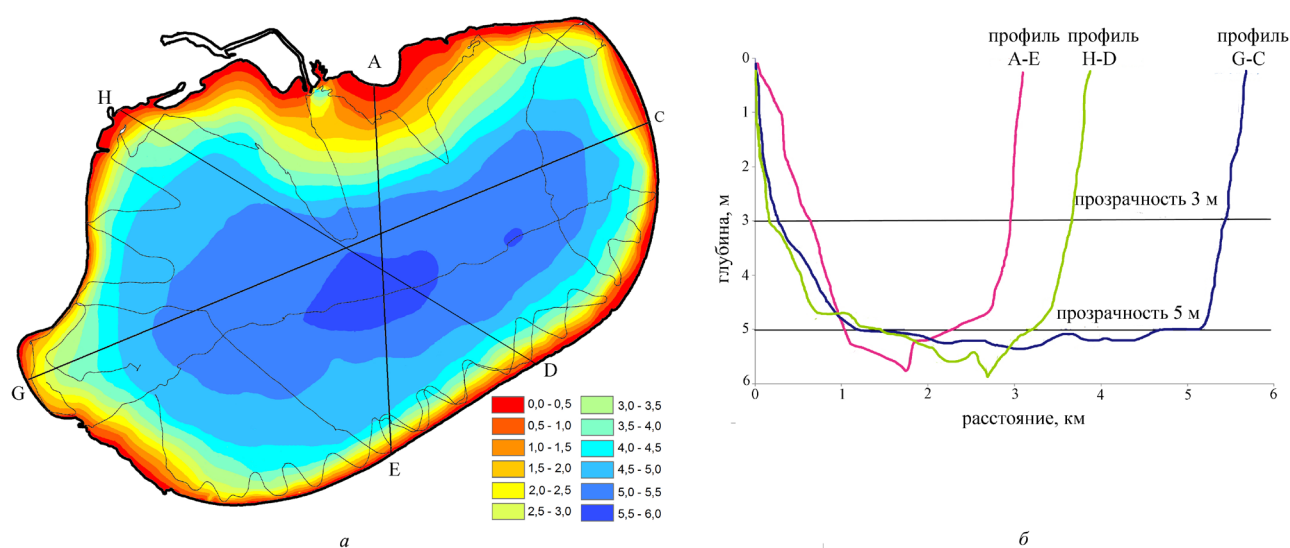 H
A
C
G
D
E
0,0 - 0,5
0,5 - 1,0
1,0 - 1,5
1,5 - 2,0
2,0 - 2,5
2,5 - 3,0
3,0 - 3,5
3,5 - 4,0
4,0 - 4,5
4,5 - 5,0
5,0 - 5,5
5,5 - 6,0
а
профиль
A-E
профиль
H-D
профиль
G-C
глубина, м
0
1
2
3
4
5
6
прозрачность 3 м
прозрачность 5 м
0
1
2
3
4
5
6
расстояние, км
б